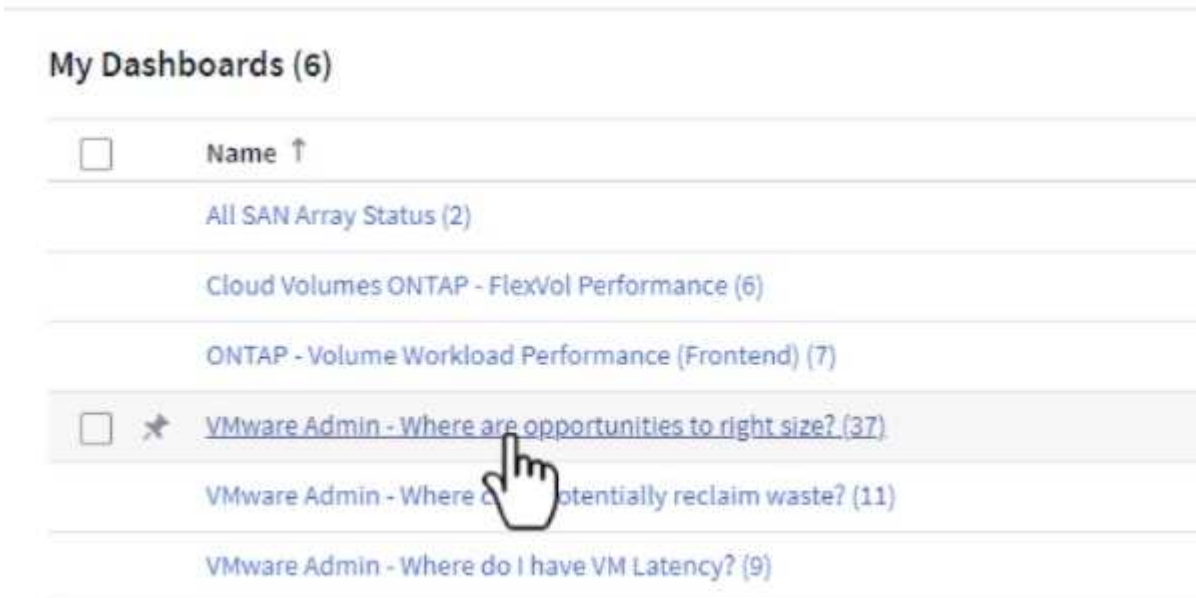 My Dashboards (6)
Name ↑
All SAN Array Status (2)
Cloud Volumes ONTAP - FlexVol Performance (6)
ONTAP - Volume Workload Performance (Frontend) (7)
VMware Admin - Where are opportunities to right size? (37)
VMware Admin - Where potentially reclaim waste? (11)
VMware Admin - Where do I have VM Latency? (9)